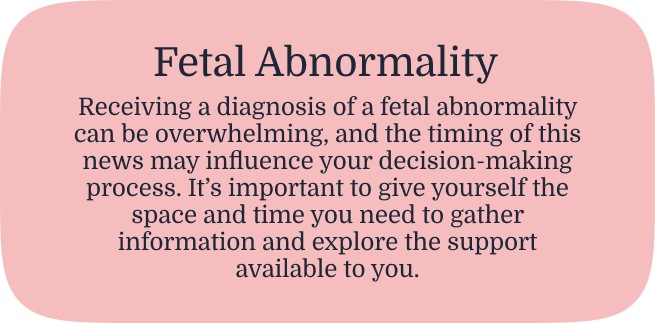 Fetal Abnormality
Receiving a diagnosis of a fetal abnormality
can be overwhelming, and the timing of this
news may influence your decision-making
process. It’s important to give yourself the
space and time you need to gather
information and explore the support
available to you.